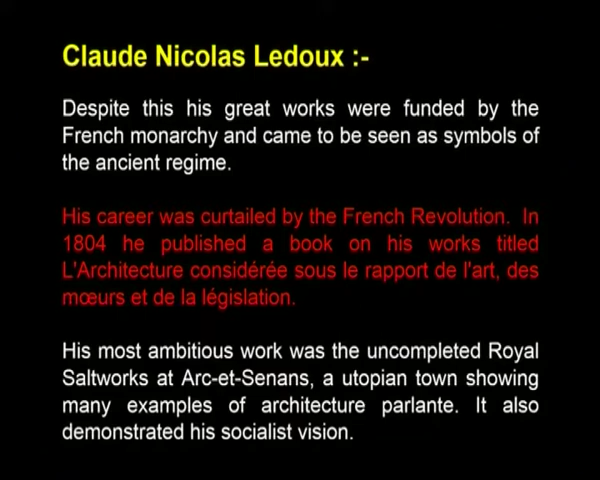 Claude Nicolas Ledoux :-
Despite this his great works were funded by the
French monarchy and came to be seen as symbols of
the ancient regime.
His career was curtailed by the French Revolution. In
1804 he published a book on his works titled
L'Architecture considérée sous le rapport de l'art, des
mœurs et de la législation.
His most ambitious work was the uncompleted Royal
Saltworks at Arc-et-Senans, a utopian town showing
many examples of architecture parlante. It also
demonstrated his socialist vision.